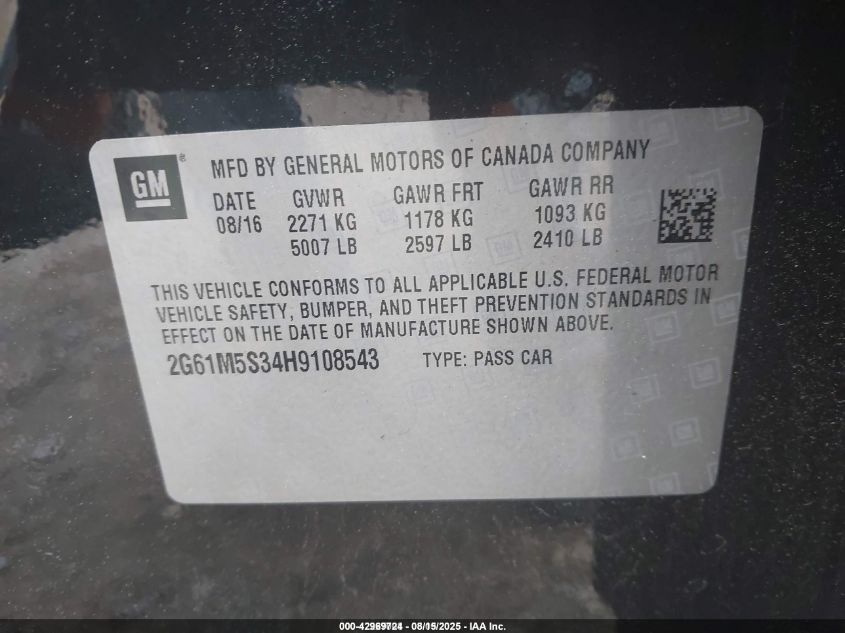 GM ®
MFD BY GENERAL MOTORS OF CANADA COMPANY
DATE GVWR GAWR FRT GAWR RR
08/16 2271 KG 1178 KG 1093 KG
5007 LB 2597 LB 2410 LB
THIS VEHICLE CONFORMS TO ALL APPLICABLE U.S. FEDERAL MOTOR
VEHICLE SAFETY, BUMPER, AND THEFT PREVENTION STANDARDS IN
EFFECT ON THE DATE OF MANUFACTURE SHOWN ABOVE.
2G61M5S34H9108543 TYPE: PASS CAR
- IAA Inc.